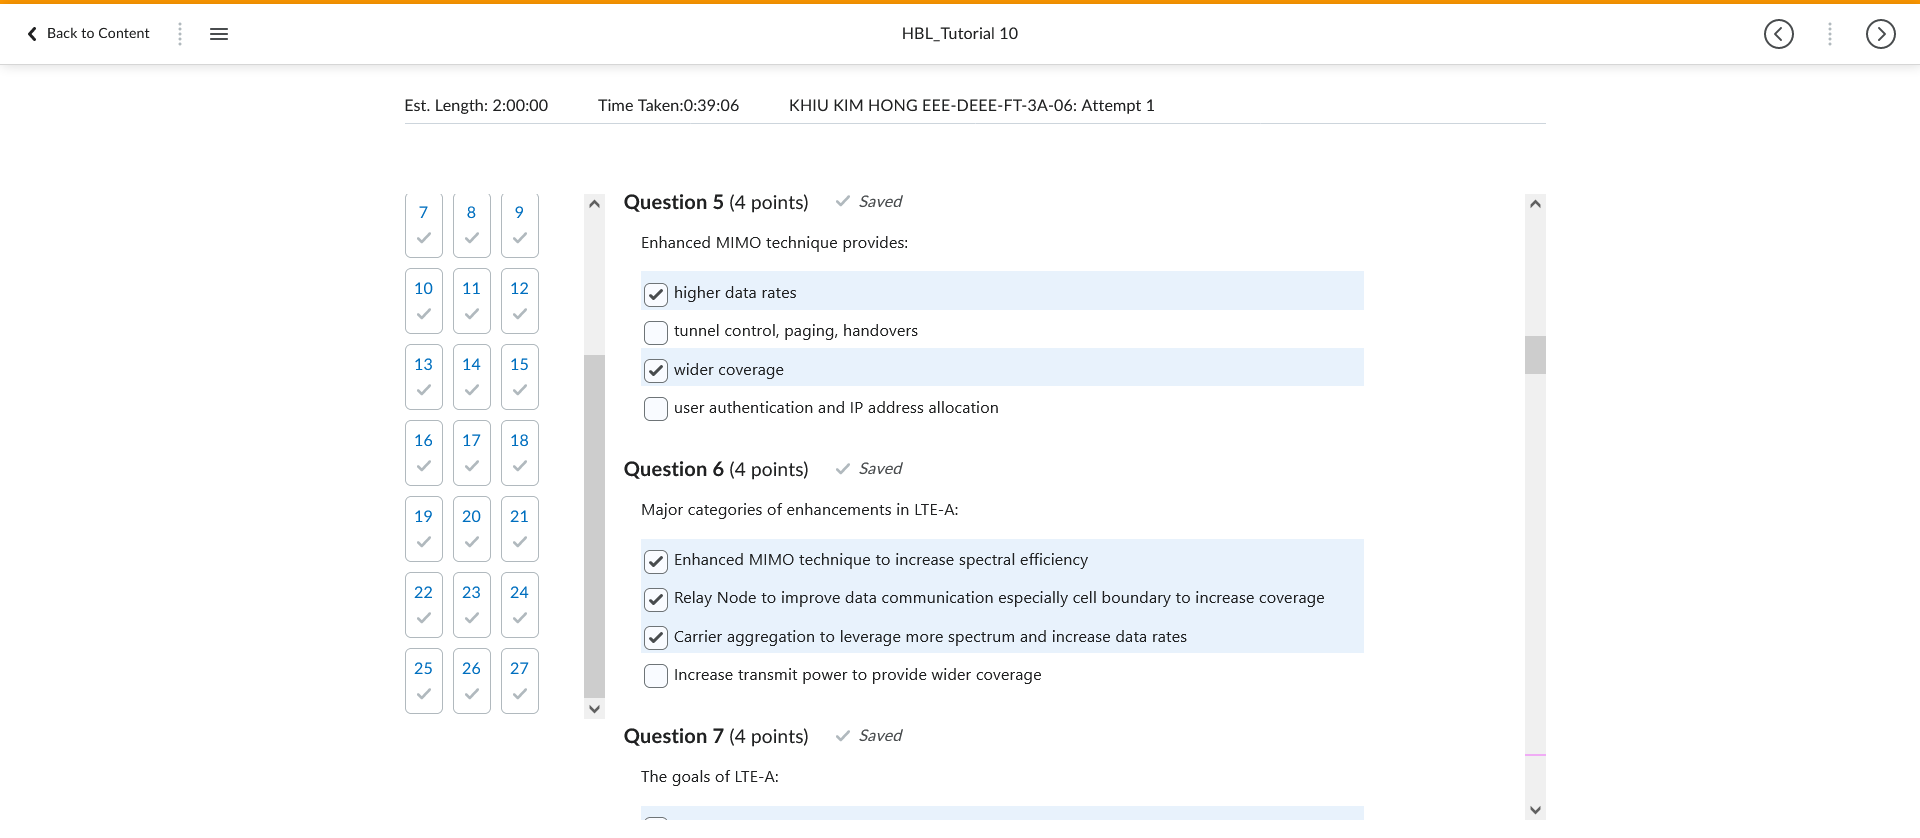 Back to Content
HBL_Tutorial 10
Est. Length: 2:00:00 Time Taken:0:39:06 KHIU KIM HONG EEE-DEEE-FT-3A-06: Attempt 1
7 8 9
10 11 12
13 14 15
16 17 18
19 20 21
22 23 24
25 26 27
Question 5 (4 points) Saved
Enhanced MIMO technique provides:
higher data rates
tunnel control, paging, handovers
wider coverage
user authentication and IP address allocation
Question 6 (4 points) Saved
Major categories of enhancements in LTE-A:
Enhanced MIMO technique to increase spectral efficiency
Relay Node to improve data communication especially cell boundary to increase coverage
Carrier aggregation to leverage more spectrum and increase data rates
Increase transmit power to provide wider coverage
Question 7 (4 points) Saved
The goals of LTE-A: